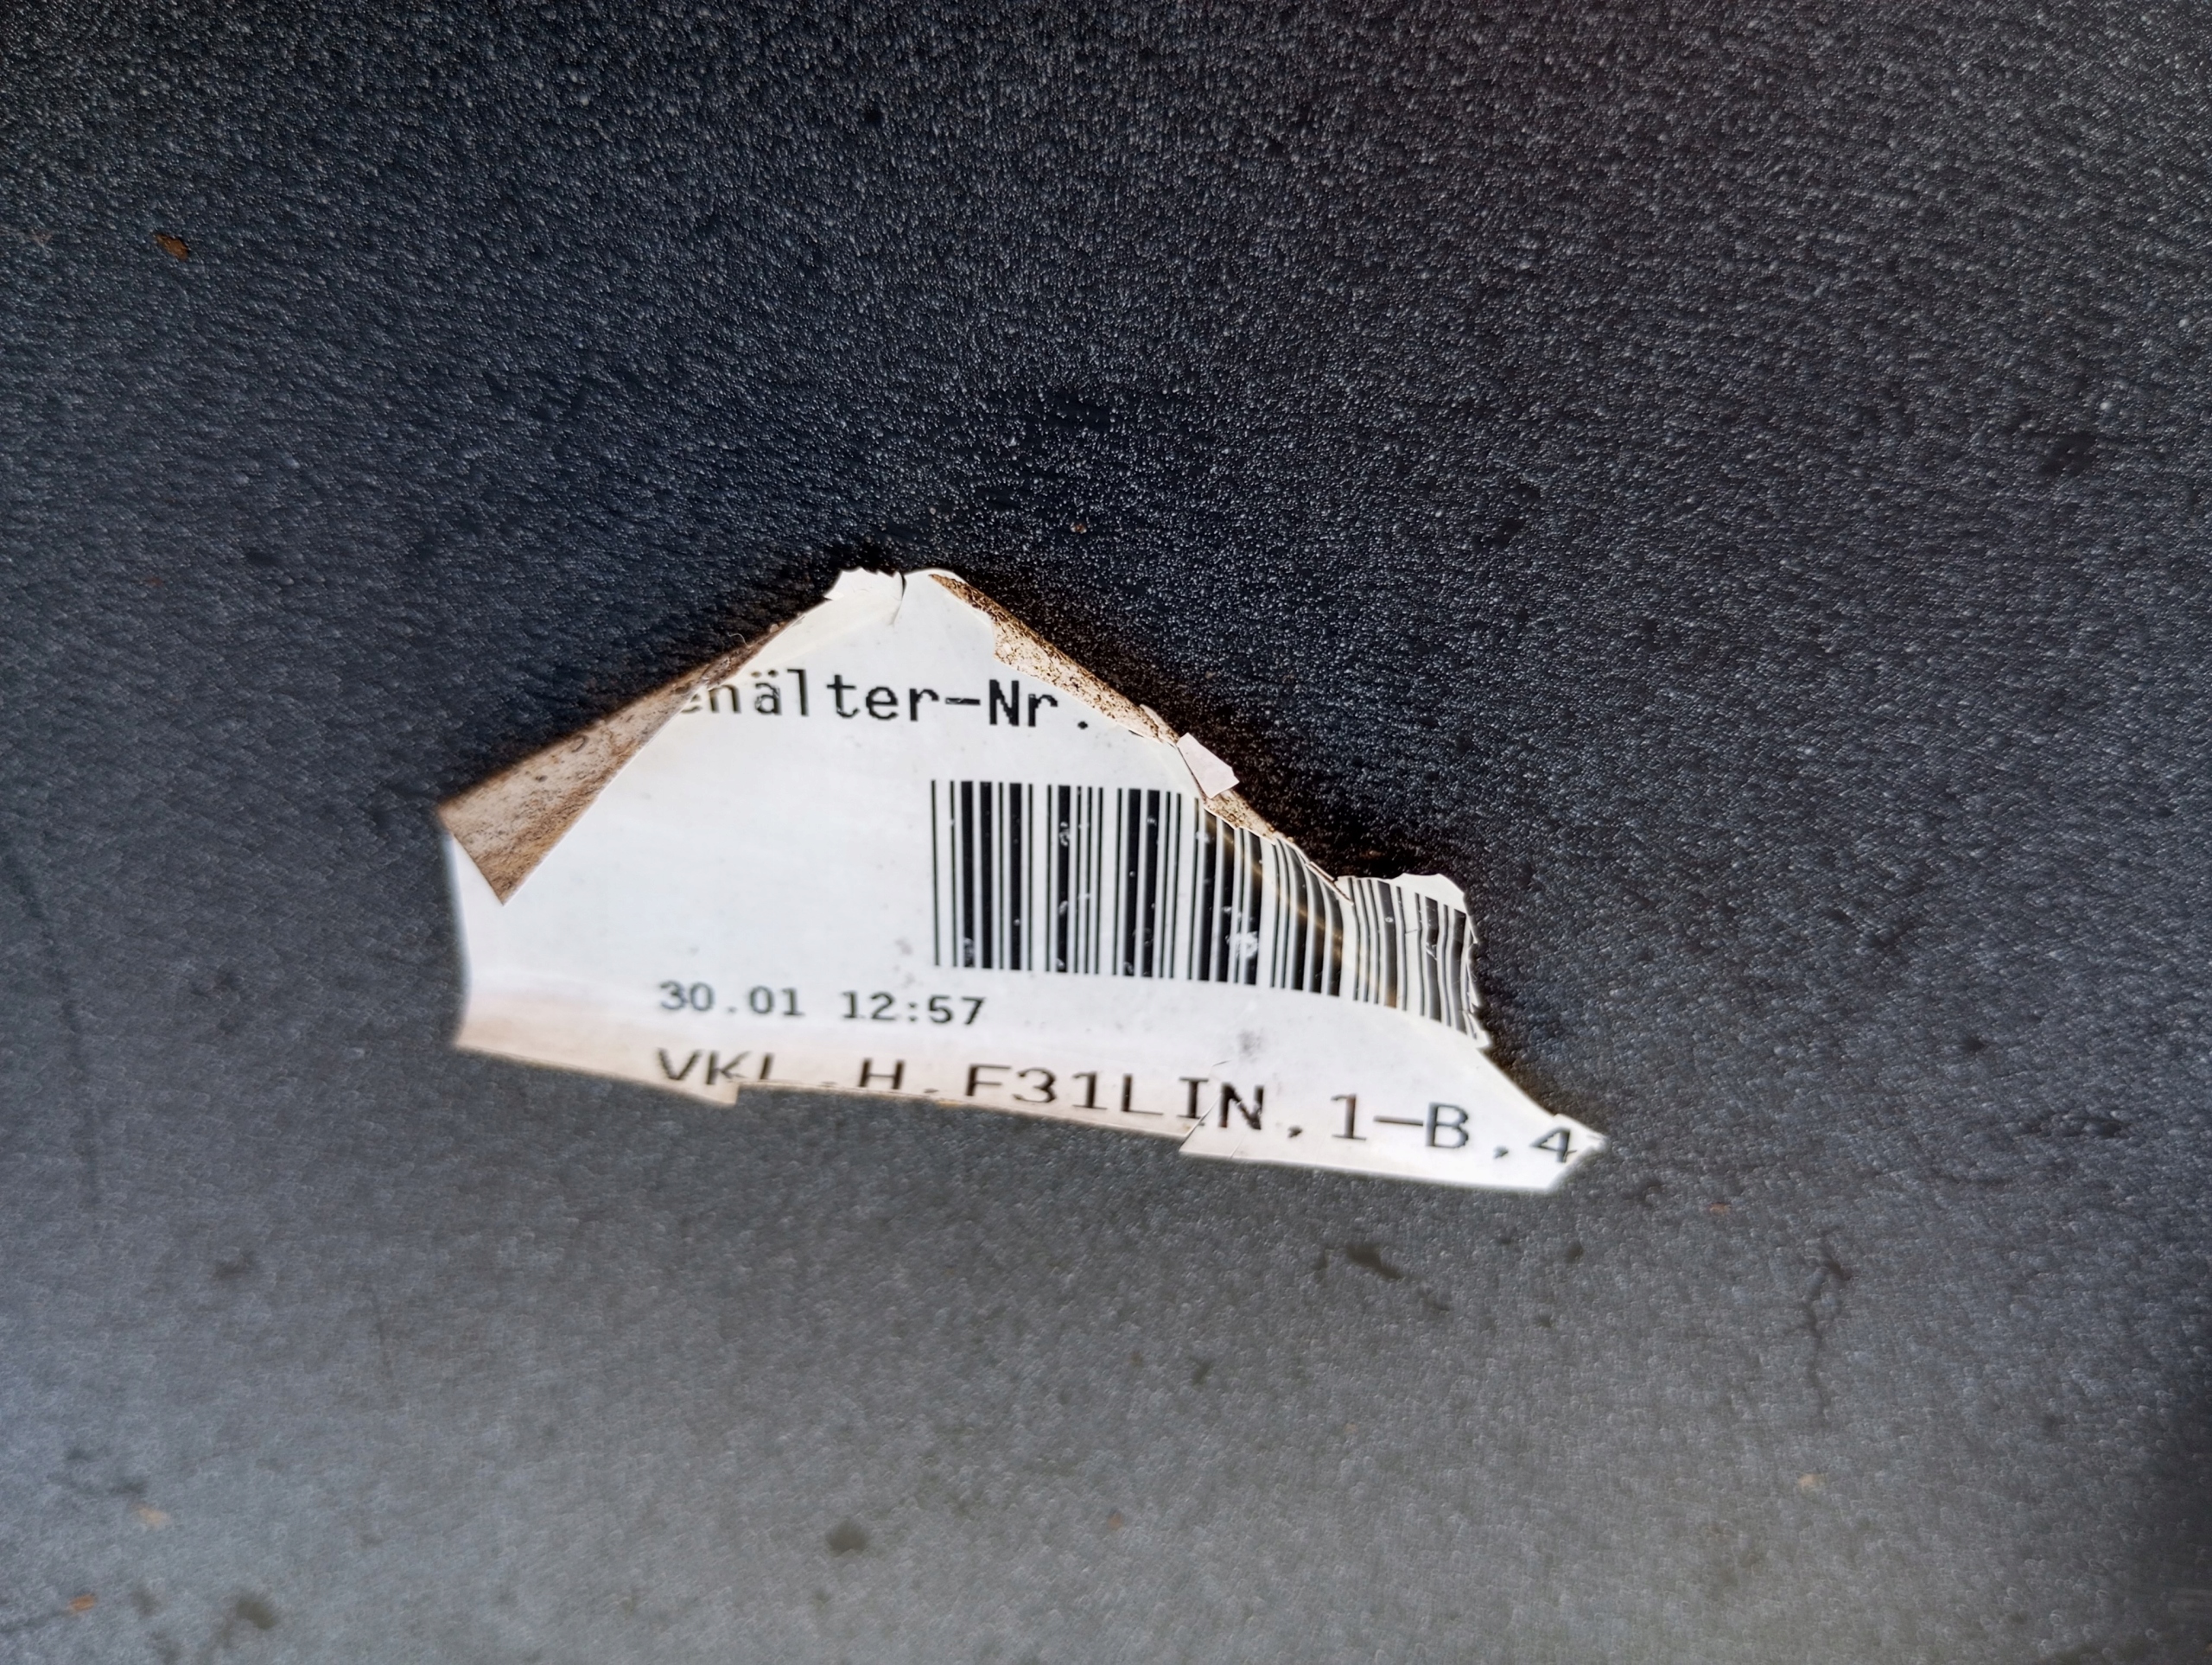 ehälter-Nr.
30.01 12:57
VKL.H.F31LIN,1-B,4